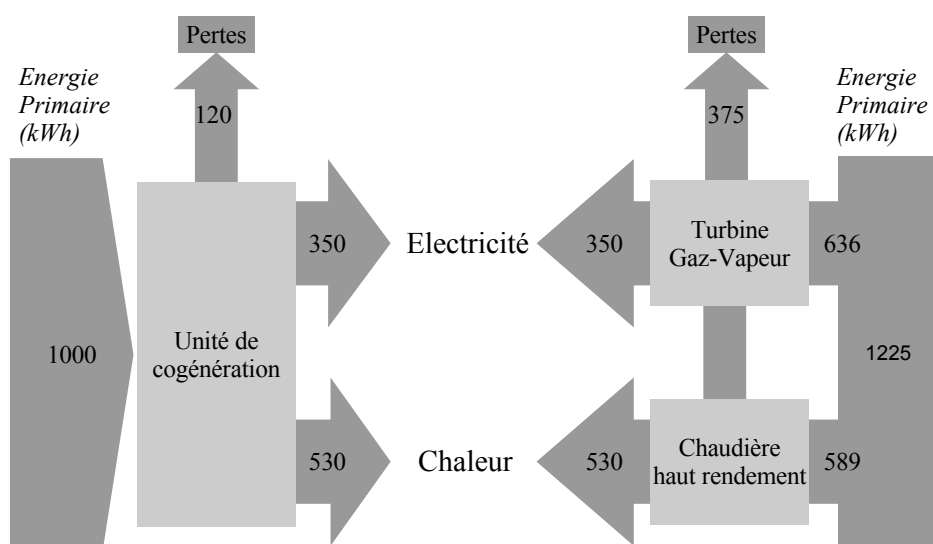 Pertes
Pertes
Energie
Primaire
(kWh)
Energie
Primaire
(kWh)
120
375
350
Electricité
350
Turbine
Gaz-Vapeur
636
1000
Unité de
cogénération
1225
530
Chaleur
530
Chaudière
haut rendement
589